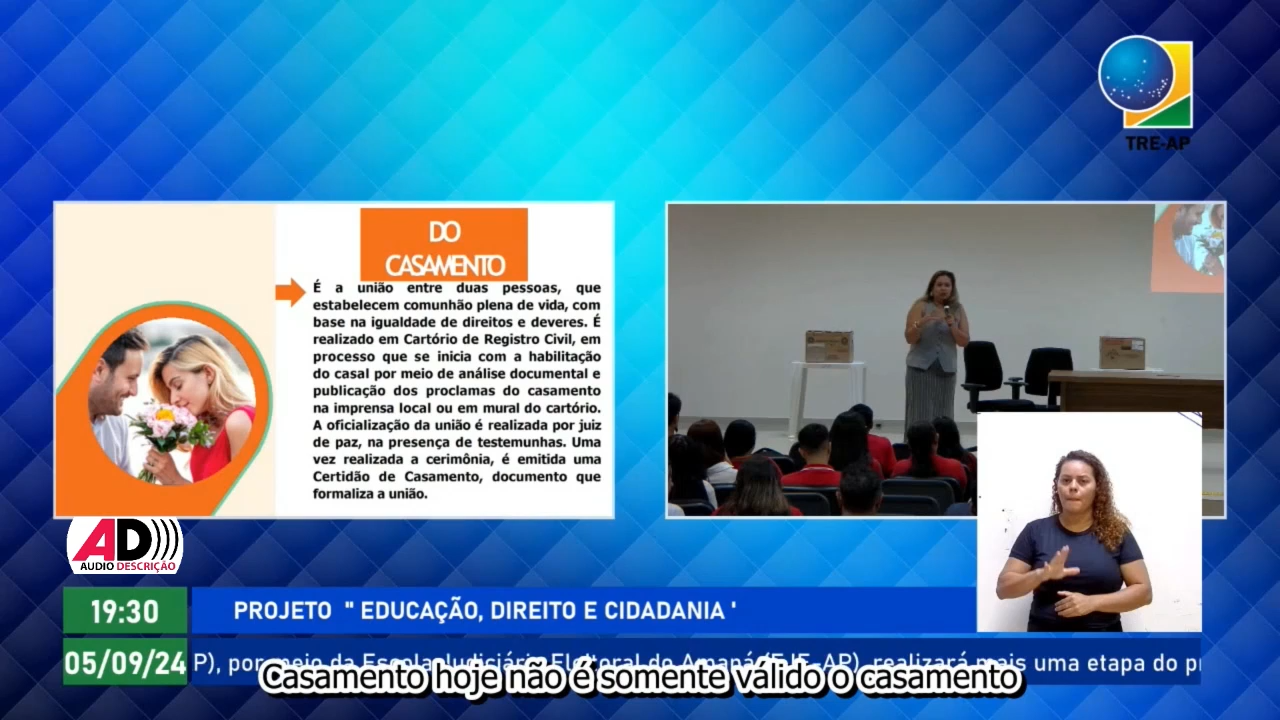 TRE-AP
DO
CASAMENTO
É a união entre duas pessoas, que
estabelecem comunhão plena de vida, com
base na igualdade de direitos e deveres. É
realizado em Cartório de Registro Civil, em
processo que se inicia com a habilitação
do casal por meio de análise documental e
publicação dos proclamas do casamento
na imprensa local ou em mural do cartório.
A oficialização da união é realizada por juiz
de paz, na presença de testemunhas. Uma
vez realizada a cerimônia, é emitida uma
Certidão de Casamento, documento que
formaliza a união.
AD
AUDIO DESCRIÇÃO
19:30
PROJETO " EDUCAÇÃO, DIREITO E CIDADANIA '
05/09/24
P), por meio da Escola Judiciária Eleitoral do Amapá (EJE-AP), realizará mais uma etapa do p
Casamento hoje não é somente válido o casamento